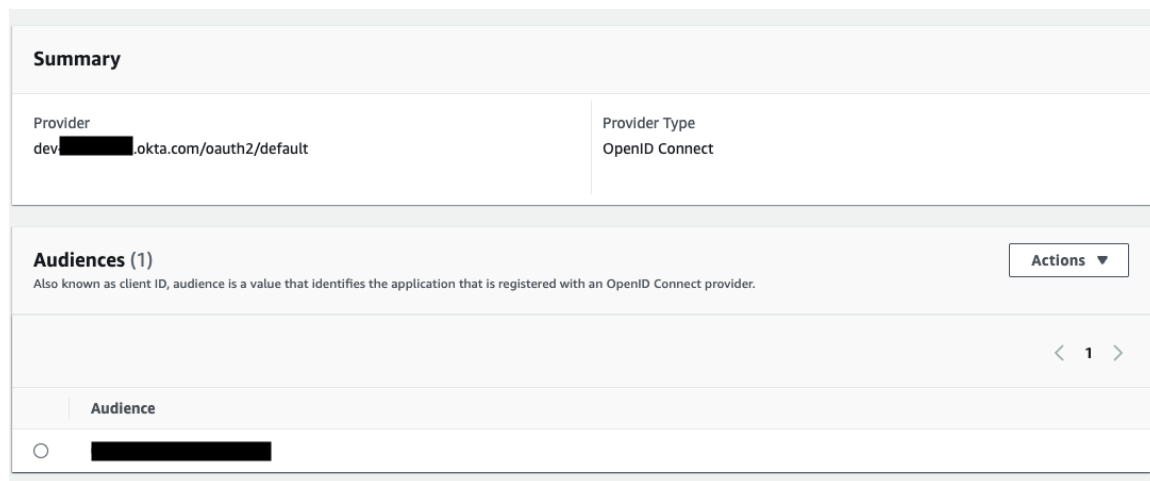 Summary
Provider
Provider Type
dev-
.okta.com/oauth2/default
OpenID Connect
Audiences (1)
Actions
Also known as client ID, audience is a value that identifies the application that is registered with an OpenID Connect provider.
1
Audience